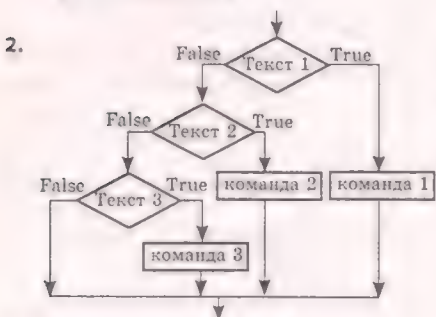 2.
False Текст 1 True
False Текст 2 True
False Текст 3 True
команда 2 команда 1
команда 3